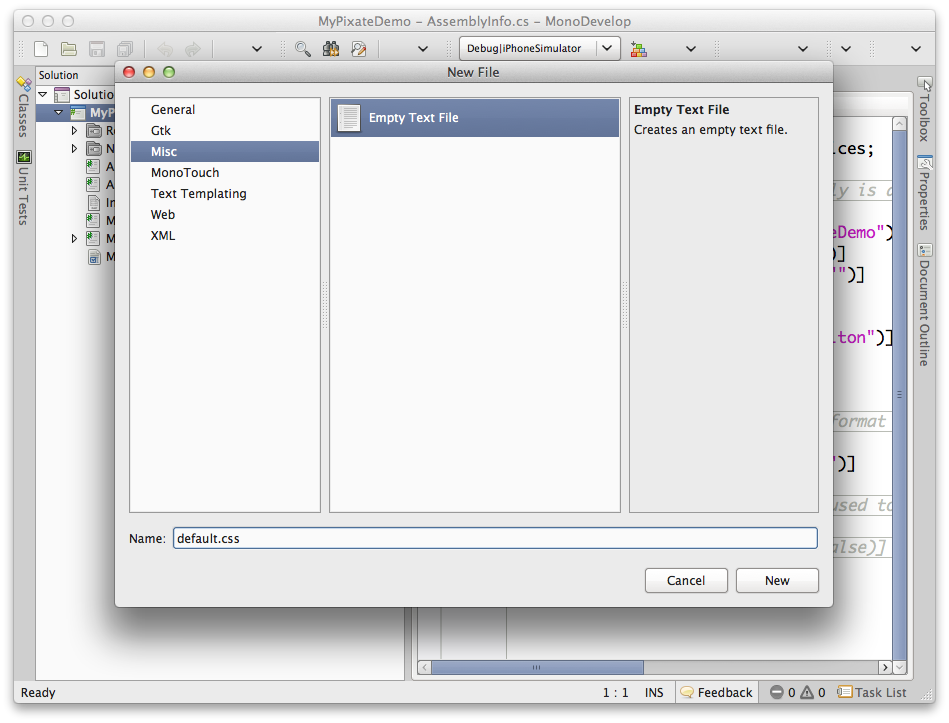 MyPixateDemo – AssemblyInfo.cs – MonoDevelop
Debug|iPhoneSimulator
Solution
New File
Classes
Unit Tests
Toolbox
Properties
Document Outline
Solutio
MyP
General
Gtk
Misc
MonoTouch
Text Templating
Web
XML
Empty Text File
Empty Text File
Creates an empty text file.
ces;
ly is
eDemo")
)]
"")]
ton")]
format
")]
used to
alse)]
Name:
default.css
Cancel
New
Ready
1 : 1
INS
Feedback
0
0
Task List